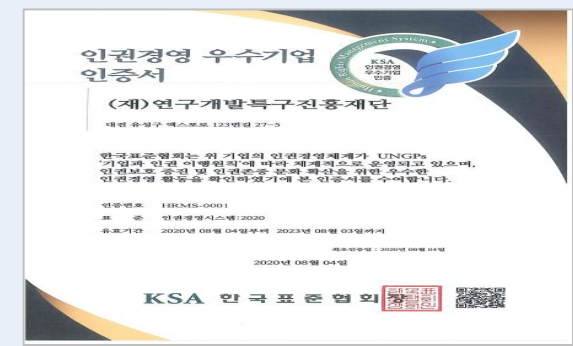 인권경영 우수기업
인증서
Human Rights Management System
KSA
인권경영
우수기업
인증
(재)연구개발특구진흥재단
대전 유성구 엑스포로 123번길 27-5
한국표준협회는 위 기업의 인권경영체계가 UNGPs
'기업과 인권 이행원칙'에 따라 체계적으로 운영되고 있으며,
인권보호 증진 및 인권존중 문화 확산을 위한 우수한
인권경영 활동을 확인하였기에 본 인증서를 수여합니다.
인증번호 HRMS-0001
표 준 인권경영시스템:2020
유효기간 2020년 08월 04일부터 2023년 08월 03일까지
최초인증일 : 2020년 08월 04일
2020년 08월 04일
KSA 한국표준협회장